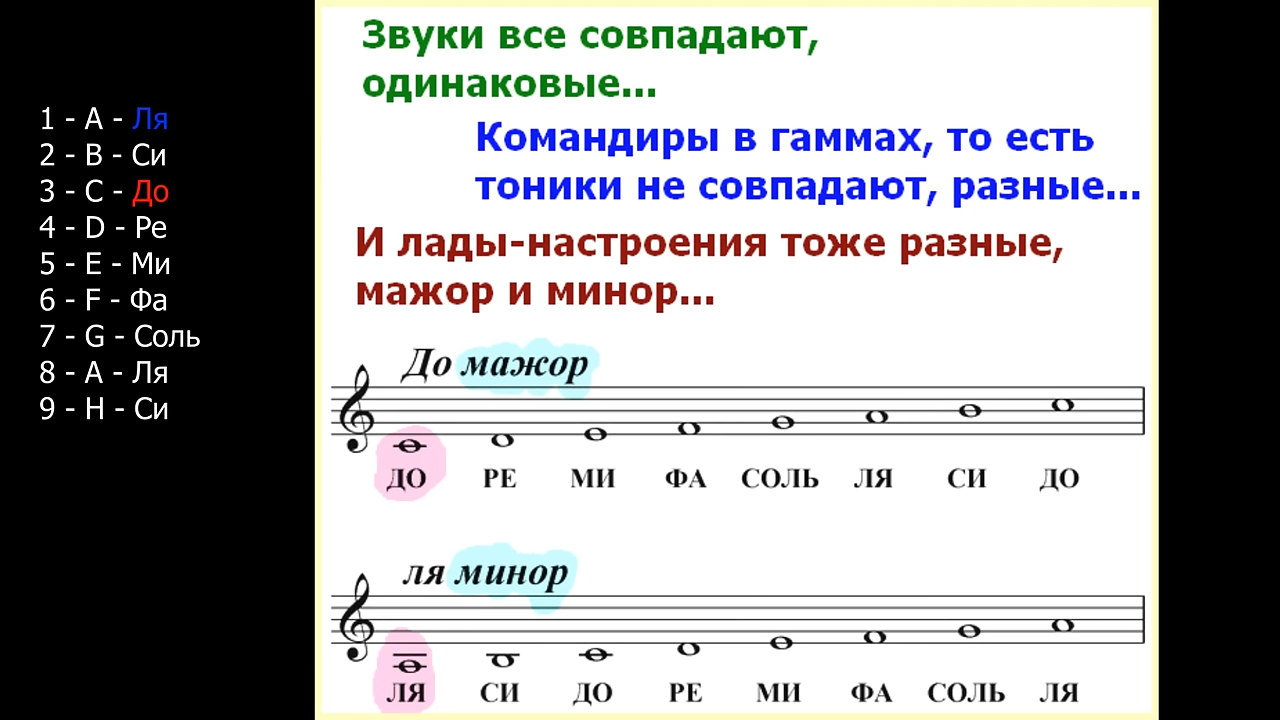 1 - A - Ля
2 - B - Си
3 - C - До
4 - D - Ре
5 - E - Ми
6 - F - Фа
7 - G - Соль
8 - A - Ля
9 - H - Си
Звуки все совпадают,
одинаковые...
Командиры в гаммах, то есть
тоники не совпадают, разные...
И лады-настроения тоже разные,
мажор и минор...
До мажор
ДО РЕ МИ ФА СОЛЬ ЛЯ СИ ДО
ля минор
ЛЯ СИ ДО РЕ МИ ФА СОЛЬ ЛЯ